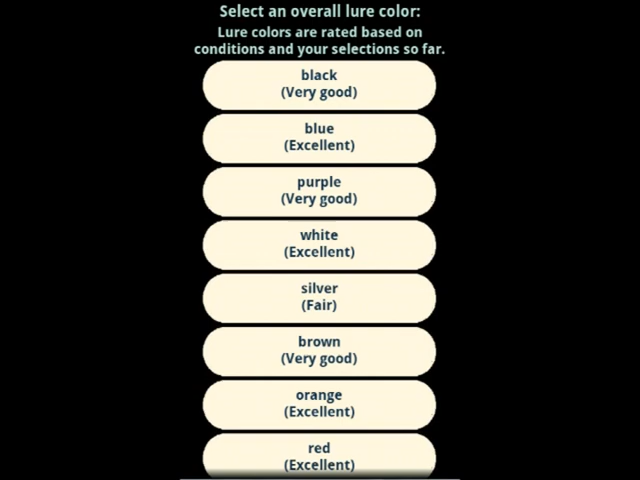 Select an overall lure color:
Lure colors are rated based on
conditions and your selections so far.
black
(Very good)
blue
(Excellent)
purple
(Very good)
white
(Excellent)
silver
(Fair)
brown
(Very good)
orange
(Excellent)
red
(Excellent)